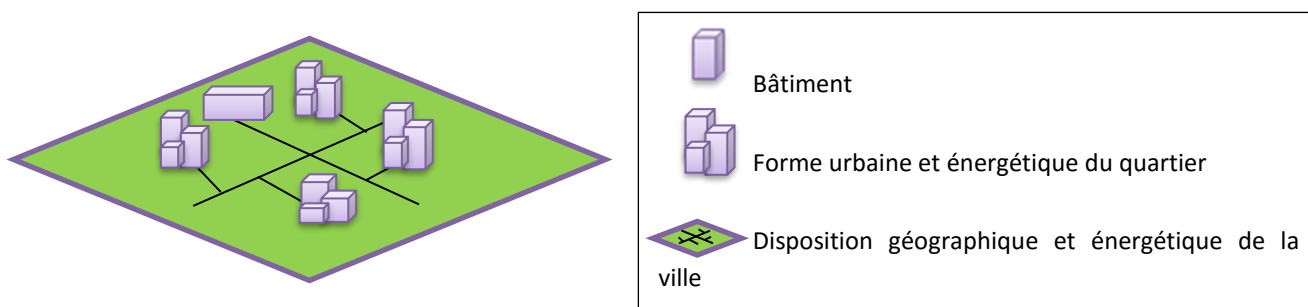 Bâtiment
Forme urbaine et énergétique du quartier
Disposition géographique et énergétique de la
ville